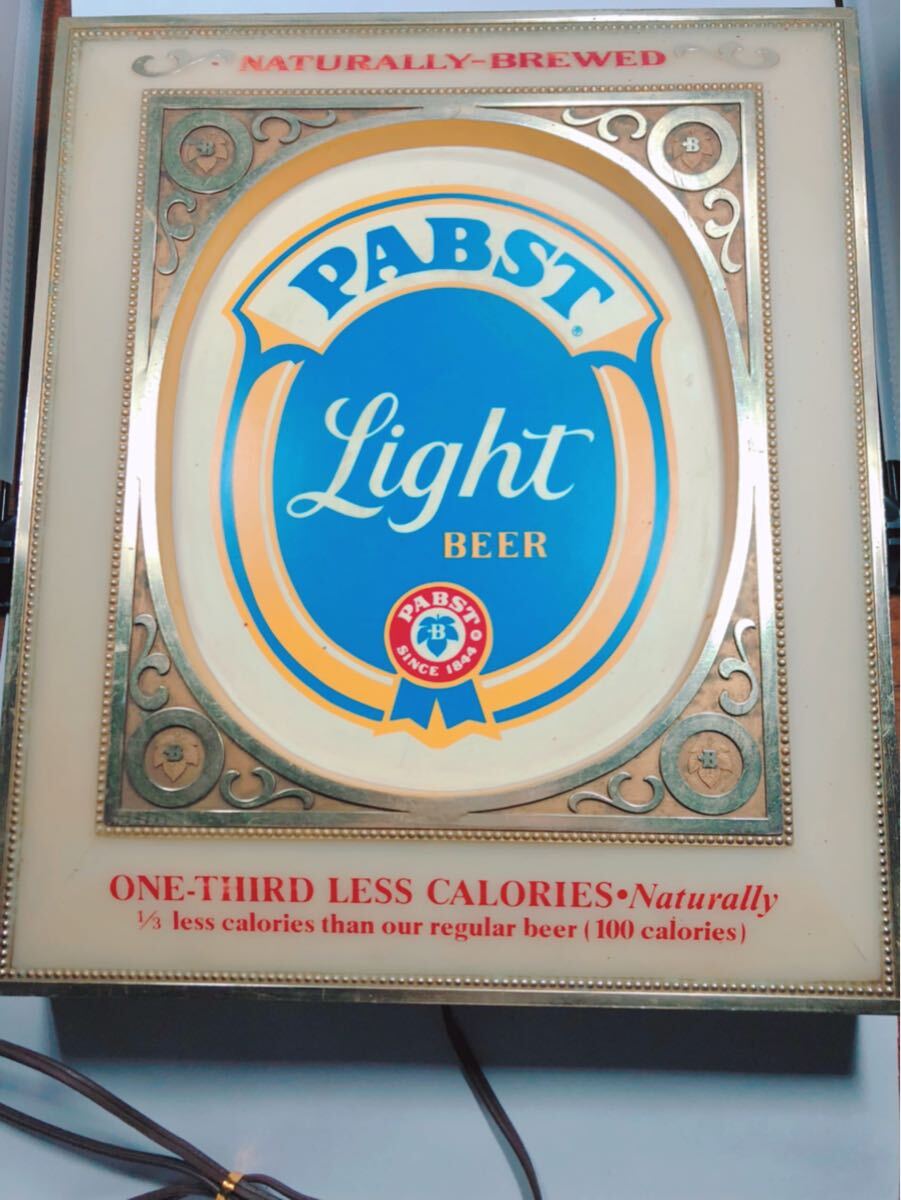 NATURALLY-BREWED
B
B
PABST®
Light
BEER
PABST
B
SINCE 1844
B
B
ONE-THIRD LESS CALORIES•Naturally
⅓ less calories than our regular beer (100 calories)